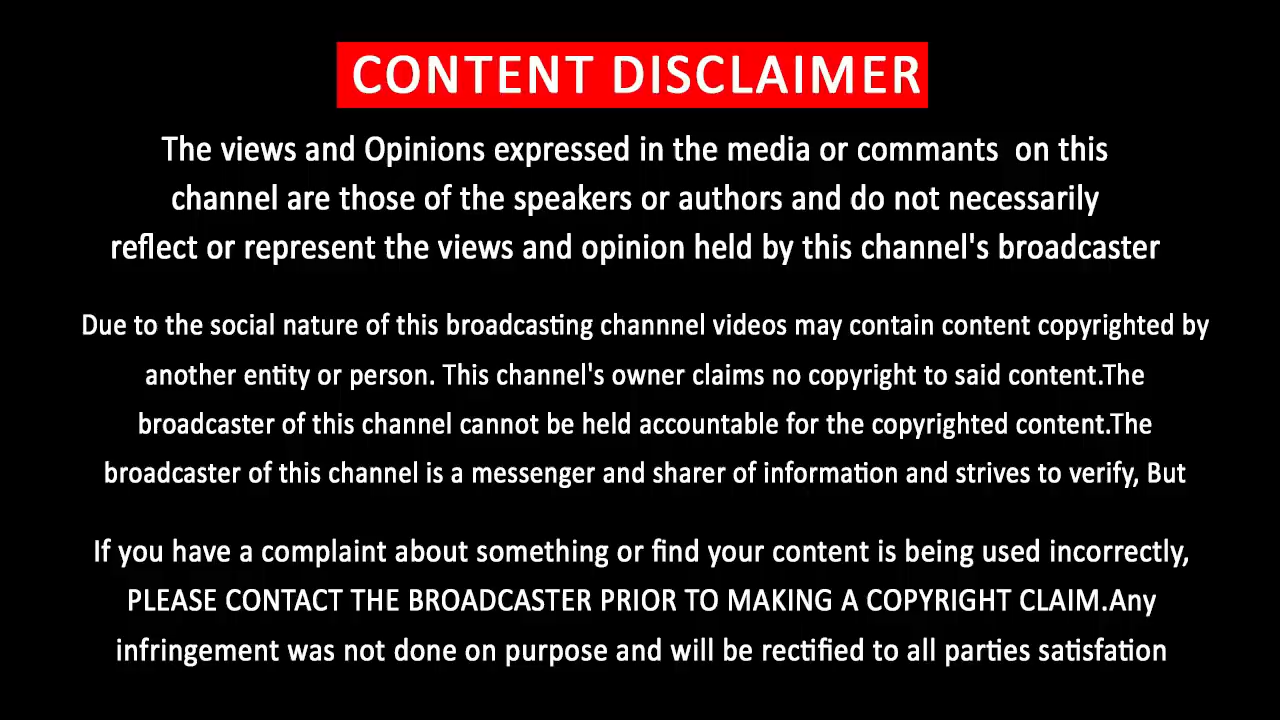 CONTENT DISCLAIMER
The views and Opinions expressed in the media or commants on this
channel are those of the speakers or authors and do not necessarily
reflect or represent the views and opinion held by this channel's broadcaster
Due to the social nature of this broadcasting channnel videos may contain content copyrighted by
another entity or person. This channel's owner claims no copyright to said content.The
broadcaster of this channel cannot be held accountable for the copyrighted content.The
broadcaster of this channel is a messenger and sharer of information and strives to verify, But
If you have a complaint about something or find your content is being used incorrectly,
PLEASE CONTACT THE BROADCASTER PRIOR TO MAKING A COPYRIGHT CLAIM.Any
infringement was not done on purpose and will be rectified to all parties satisfation